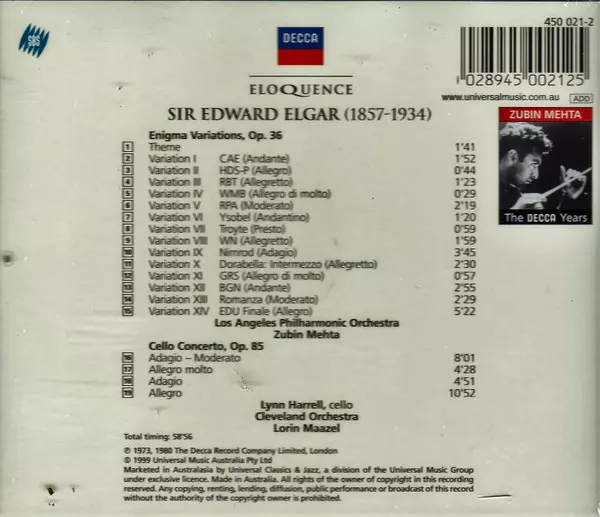 SBS
DECCA
ELOQUENCE
450 021-2
0 28945 00212 5
www.universalmusic.com.au ADD
SIR EDWARD ELGAR (1857-1934)
ZUBIN MEHTA
The DECCA Years
Enigma Variations, Op. 36
1 Theme 1'41
2 Variation I CAE (Andante) 1'52
3 Variation II HDS-P (Allegro) 0'44
4 Variation III RBT (Allegretto) 1'23
5 Variation IV WMB (Allegro di molto) 0'29
6 Variation V RPA (Moderato) 2'19
7 Variation VI Ysobel (Andantino) 1'20
8 Variation VII Troyte (Presto) 0'59
9 Variation VIII WN (Allegretto) 1'59
10 Variation IX Nimrod (Adagio) 3'45
11 Variation X Dorabella: Intermezzo (Allegretto) 2'30
12 Variation XI GRS (Allegro di molto) 0'57
13 Variation XII BGN (Andante) 2'55
14 Variation XIII Romanza (Moderato) 2'29
15 Variation XIV EDU Finale (Allegro) 5'22
Los Angeles Philharmonic Orchestra
Zubin Mehta
Cello Concerto, Op. 85
16 Adagio – Moderato 8'01
17 Allegro molto 4'28
18 Adagio 4'51
19 Allegro 10'52
Lynn Harrell, cello
Cleveland Orchestra
Lorin Maazel
Total timing: 58'56
℗ 1973, 1980 The Decca Record Company Limited, London
© 1999 Universal Music Australia Pty Ltd
Marketed in Australasia by Universal Classics & Jazz, a division of the Universal Music Group
under exclusive licence. Made in Australia. All rights of the owner of copyright in this recording
reserved. Any copying, renting, lending, diffusion, public performance or broadcast of this record
without the authority of the copyright owner is prohibited.